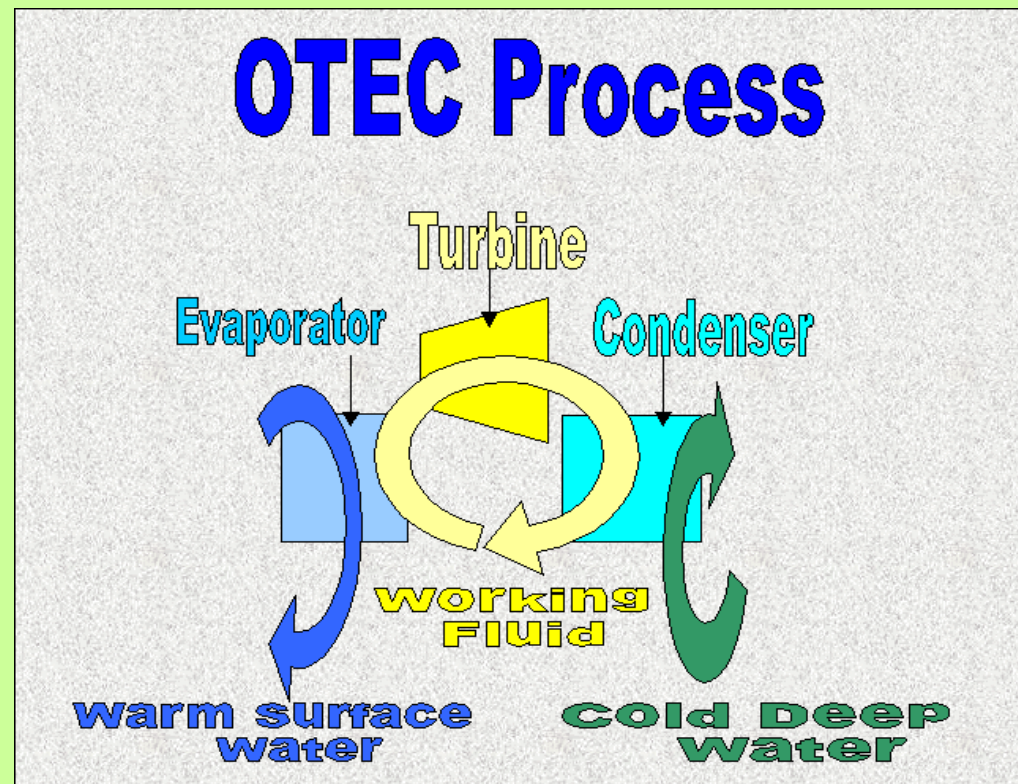 OTEC Process
Turbine
Evaporator
Condenser
Working
Fluid
Warm surface
water
Cold Deep
Water